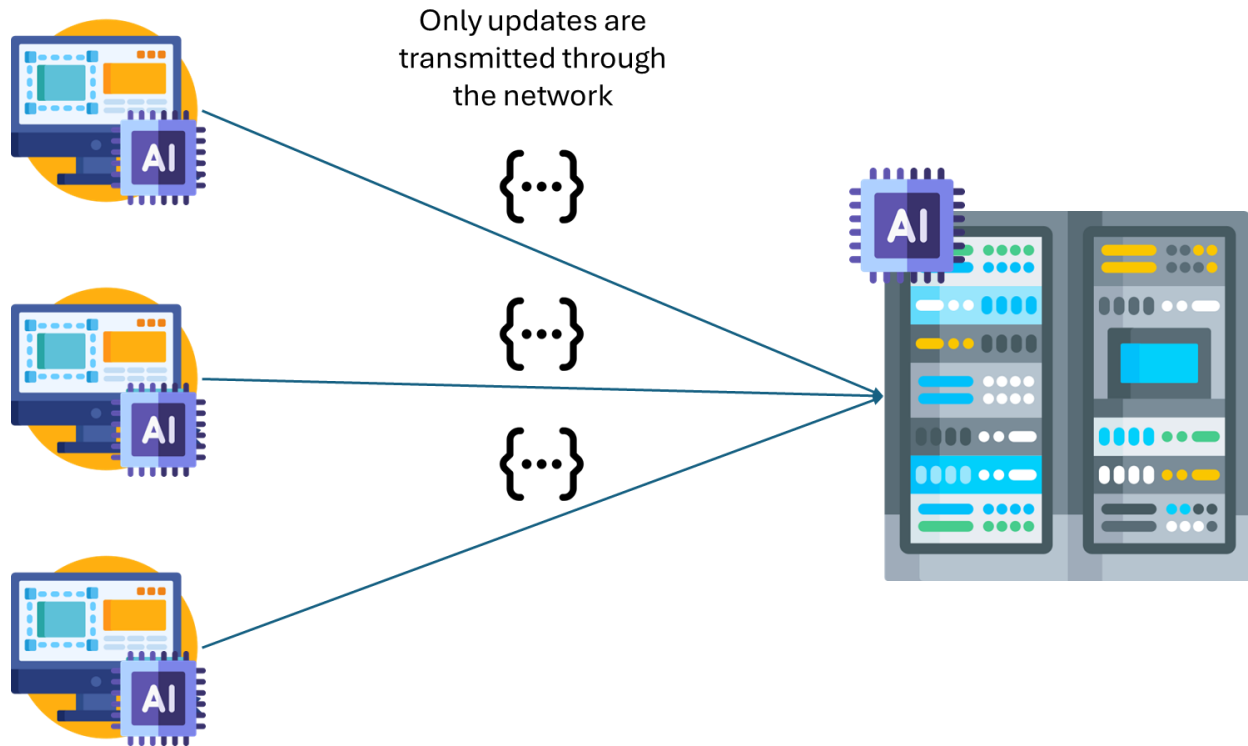 Only updates are
transmitted through
the network
{...}
AI
AI
{...}
AI
{...}
AI